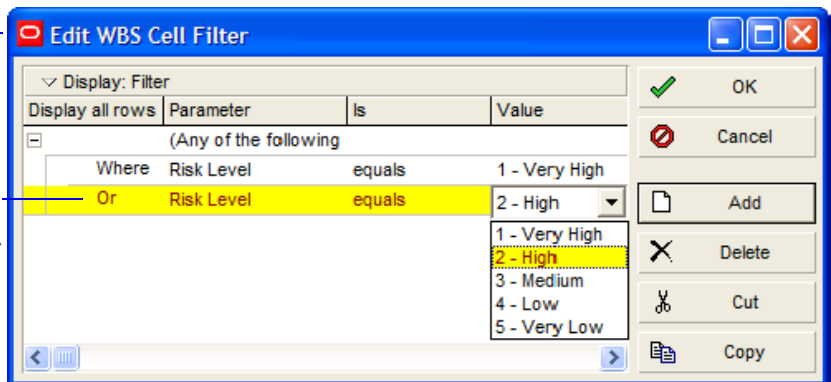 Edit WBS Cell Filter
Display: Filter
Display all rows Parameter Is Value
(Any of the following
Where Risk Level equals 1 - Very High
Or Risk Level equals 2 - High
1 - Very High
2 - High
3 - Medium
4 - Low
5 - Very Low
OK
Cancel
Add
Delete
Cut
Copy